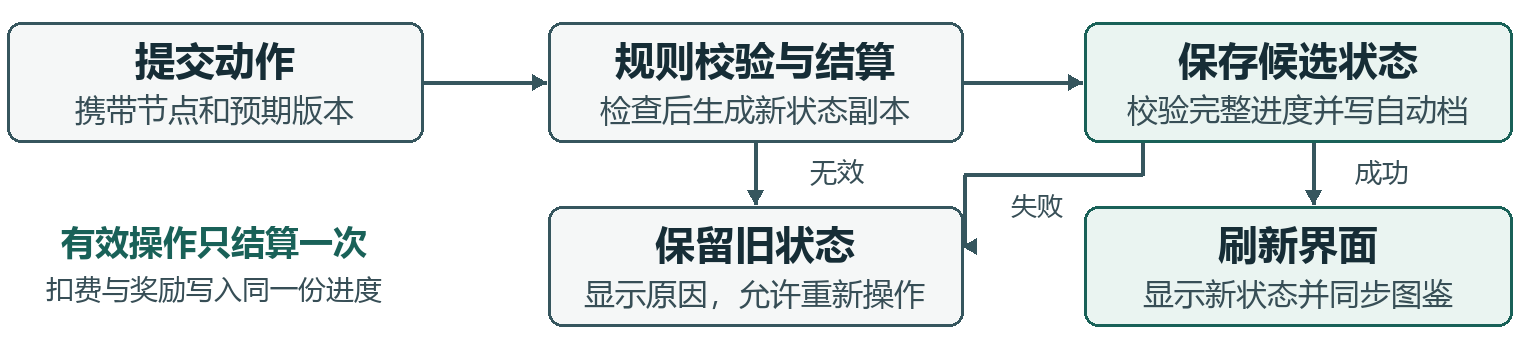 提交动作
携带节点和预期版本
规则校验与结算
检查后生成新状态副本
保存候选状态
校验完整进度并写自动档
无效
失败
成功
有效操作只结算一次
扣费与奖励写入同一份进度
保留旧状态
显示原因，允许重新操作
刷新界面
显示新状态并同步图鉴